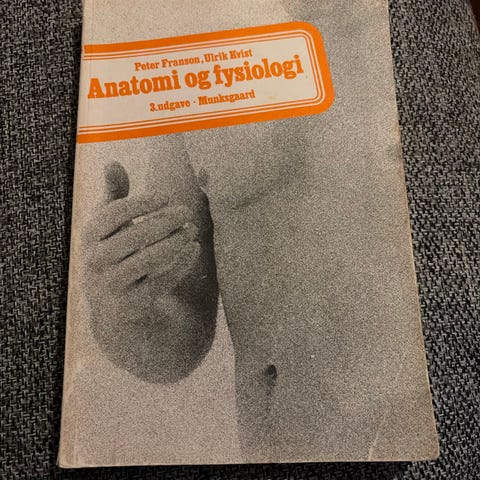 Peter Franson, Ulrik Kvist
Anatomi og fysiologi
3.udgave · Munksgaard